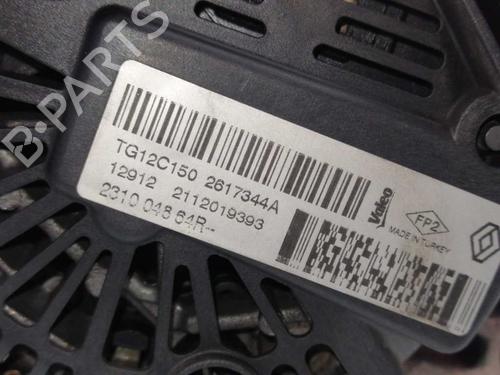 B-PARTS
TG12C150 2617344A
12912 2112019393
2310 048 64R--
Valeo
FP2
MADE IN TURKEY